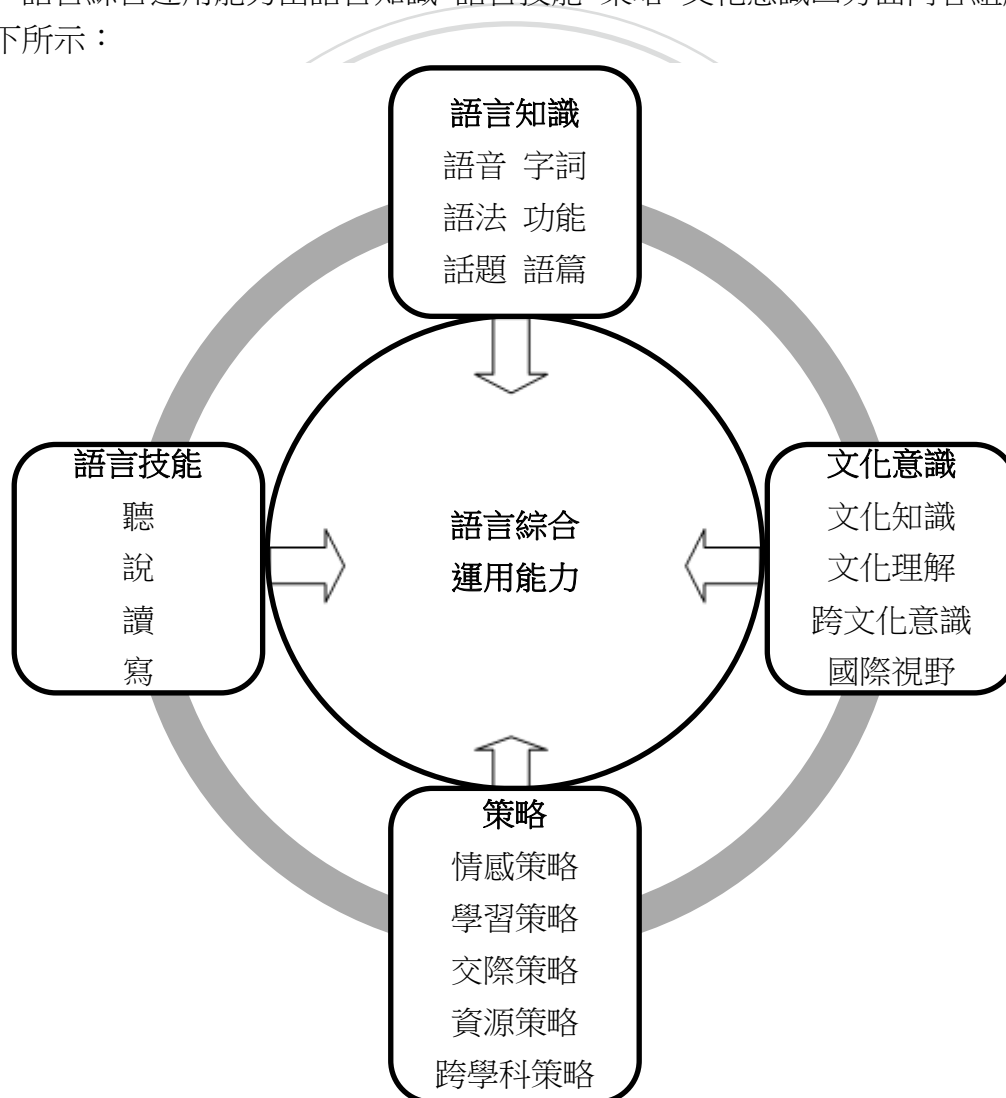 下所示：
語言知識
語音 字詞
語法 功能
話題 語篇
語言技能
聽
說
讀
寫
語言綜合
運用能力
文化意識
文化知識
文化理解
跨文化意識
國際視野
策略
情感策略
學習策略
交際策略
資源策略
跨學科策略